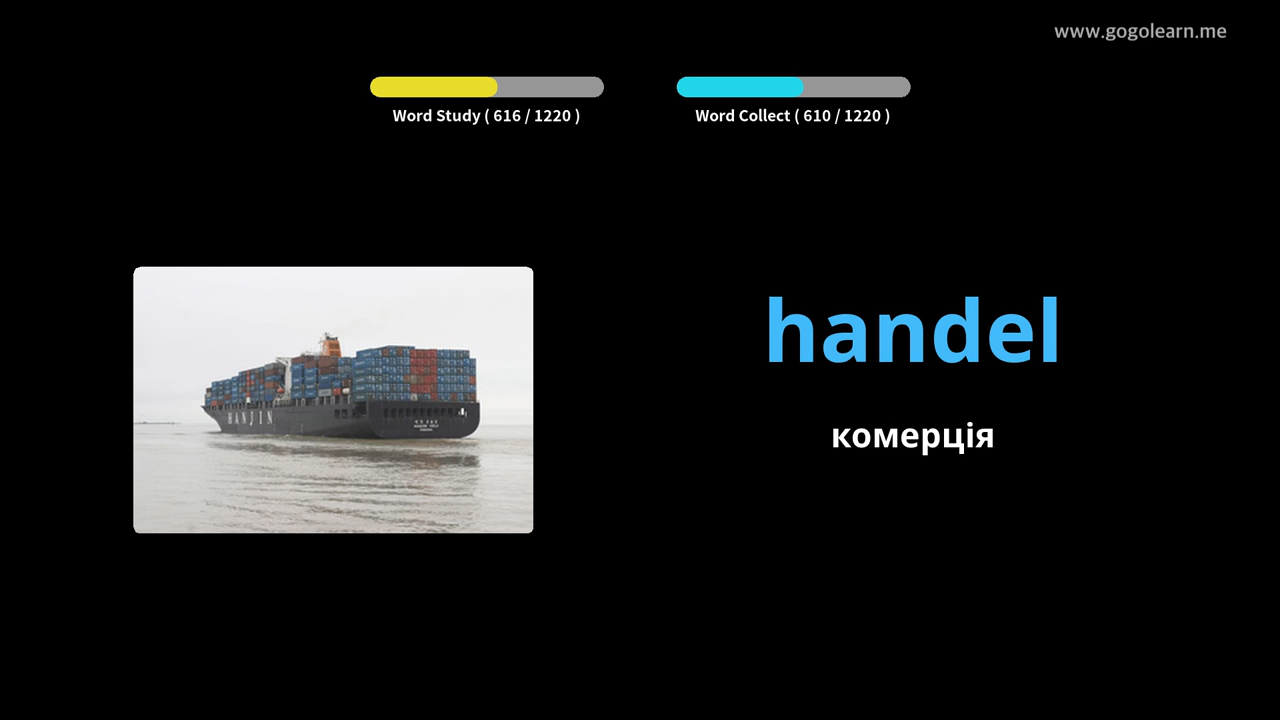 www.gogolearn.me
Word Study ( 616 / 1220 )
Word Collect ( 610 / 1220 )
HANJIN
handel
комерція